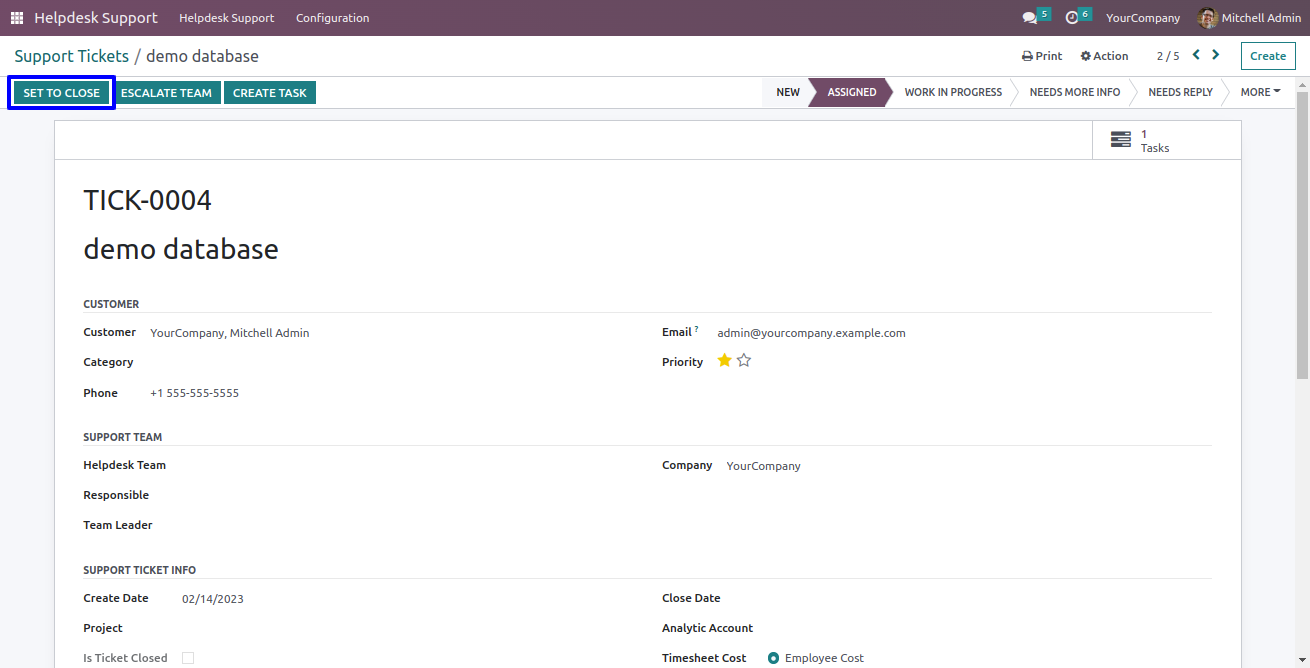 Helpdesk Support Helpdesk Support Configuration 5 6 YourCompany Mitchell Admin
Support Tickets / demo database Print Action 2 / 5 Create
SET TO CLOSE ESCALATE TEAM CREATE TASK NEW ASSIGNED WORK IN PROGRESS NEEDS MORE INFO NEEDS REPLY MORE
1
Tasks
TICK-0004
demo database
CUSTOMER
Customer YourCompany, Mitchell Admin Email ? admin@yourcompany.example.com
Category Priority
Phone +1 555-555-5555
SUPPORT TEAM
Helpdesk Team Company YourCompany
Responsible
Team Leader
SUPPORT TICKET INFO
Create Date 02/14/2023 Close Date
Project Analytic Account
Is Ticket Closed Timesheet Cost Employee Cost